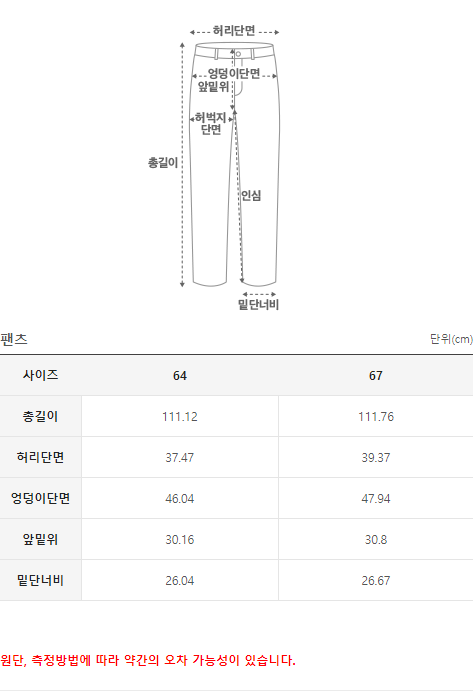 허리단면
엉덩이단면
앞밑위
허벅지
단면
총길이
인심
밑단너비
팬츠 단위(cm)
사이즈 64 67
총길이 111.12 111.76
허리단면 37.47 39.37
엉덩이단면 46.04 47.94
앞밑위 30.16 30.8
밑단너비 26.04 26.67
원단, 측정방법에 따라 약간의 오차 가능성이 있습니다.